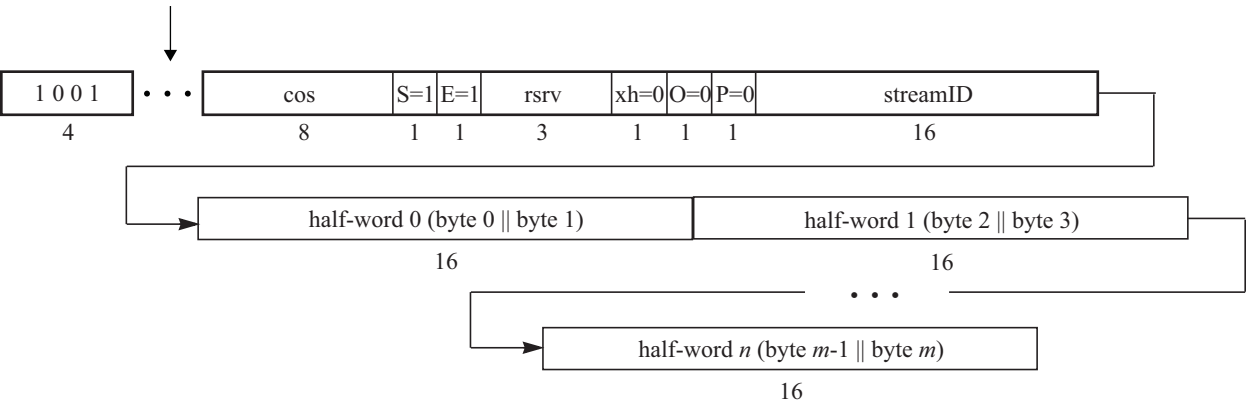 1 0 0 1 • • • cos S=1 E=1 rsrv xh=0 O=0 P=0 streamID
4 8 1 1 3 1 1 1 16
half-word 0 (byte 0 || byte 1) half-word 1 (byte 2 || byte 3)
16 16
• • •
half-word n (byte m-1 || byte m)
16